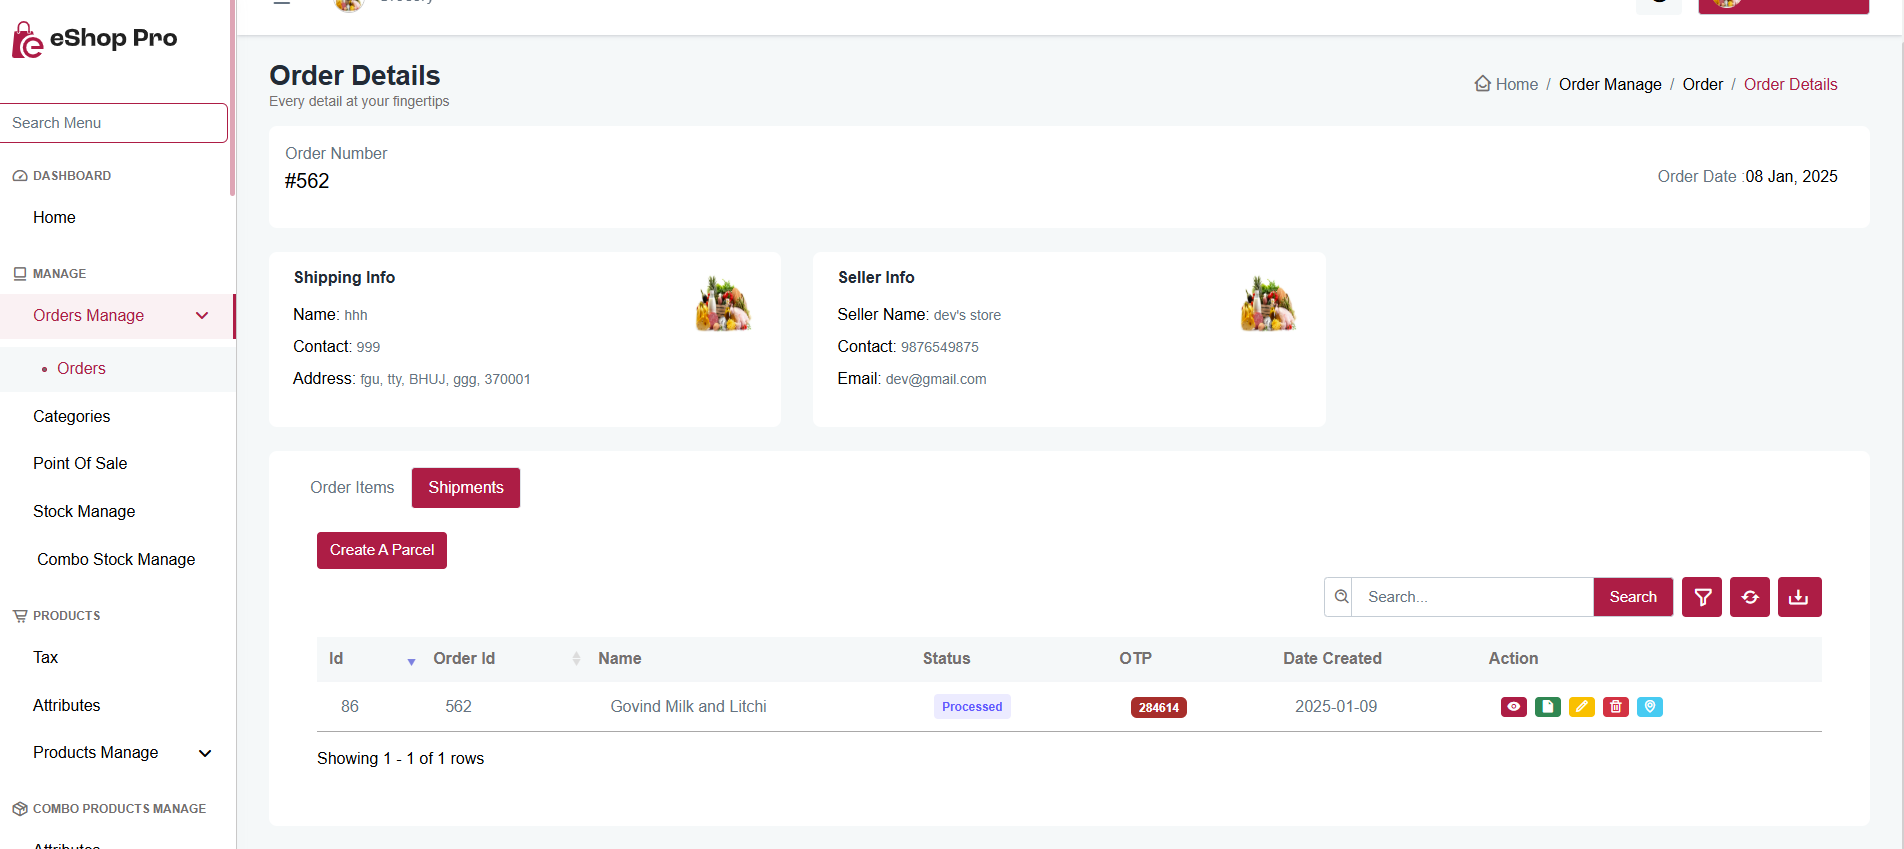 eShop Pro
Search Menu
DASHBOARD
Home
MANAGE
Orders Manage
Orders
Categories
Point Of Sale
Stock Manage
Combo Stock Manage
PRODUCTS
Tax
Attributes
Products Manage
COMBO PRODUCTS MANAGE
Attributes
Order Details
Every detail at your fingertips
Home / Order Manage / Order / Order Details
Order Number
#562
Order Date :08 Jan, 2025
Shipping Info
Name: hhh
Contact: 999
Address: fgu, tty, BHUJ, ggg, 370001
Seller Info
Seller Name: dev's store
Contact: 9876549875
Email: dev@gmail.com
Order Items Shipments
Create A Parcel
Search... Search
Id Order Id Name Status OTP Date Created Action
86 562 Govind Milk and Litchi Processed 284614 2025-01-09
Showing 1 - 1 of 1 rows